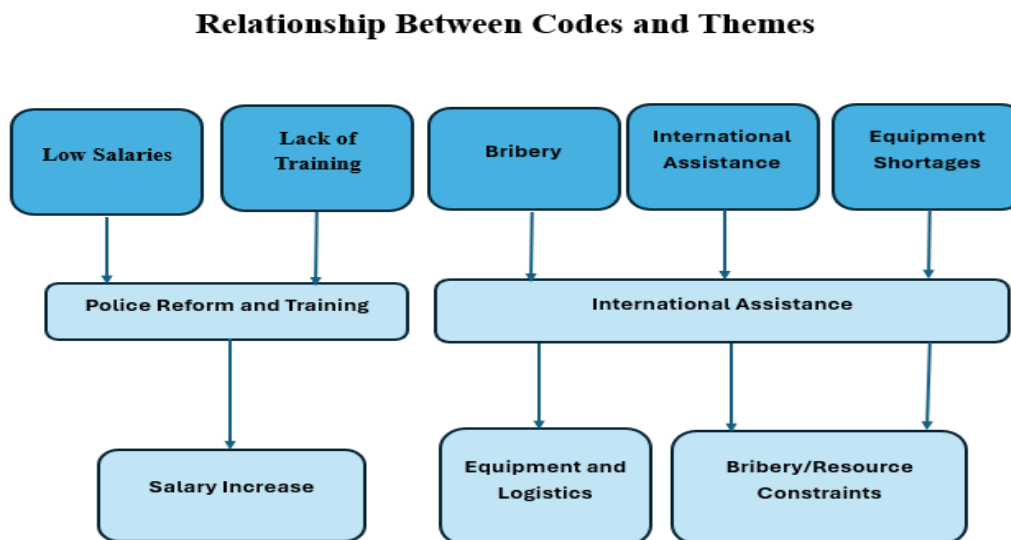 Relationship Between Codes and Themes
Low Salaries
Lack of
Training
Bribery
International
Assistance
Equipment
Shortages
Police Reform and Training
International Assistance
Salary Increase
Equipment and
Logistics
Bribery/Resource
Constraints